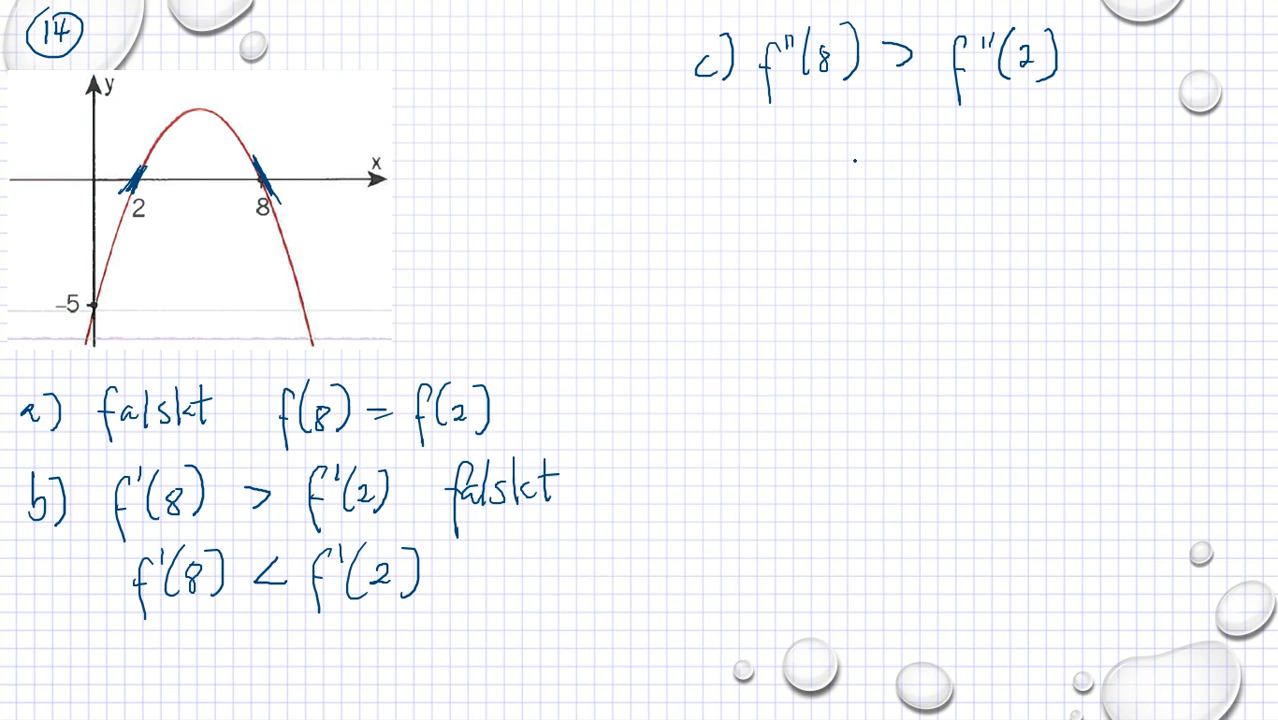 14
y
x
2
8
-5
a) falskt f(8) = f(2)
b) f'(8) > f'(2) falskt
f'(8) < f'(2)
c) f''(8) > f''(2)